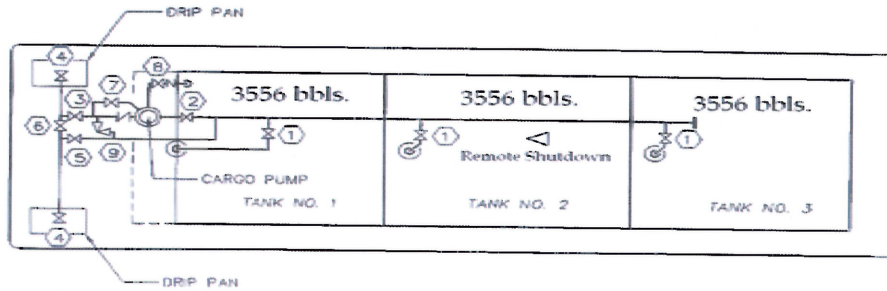 DRIP PAN
4
7
8
3
2
6
5
9
3556 bbls.
3556 bbls.
3556 bbls.
1
1
1
Remote Shutdown
CARGO PUMP
TANK NO. 1
TANK NO. 2
TANK NO. 3
4
DRIP PAN